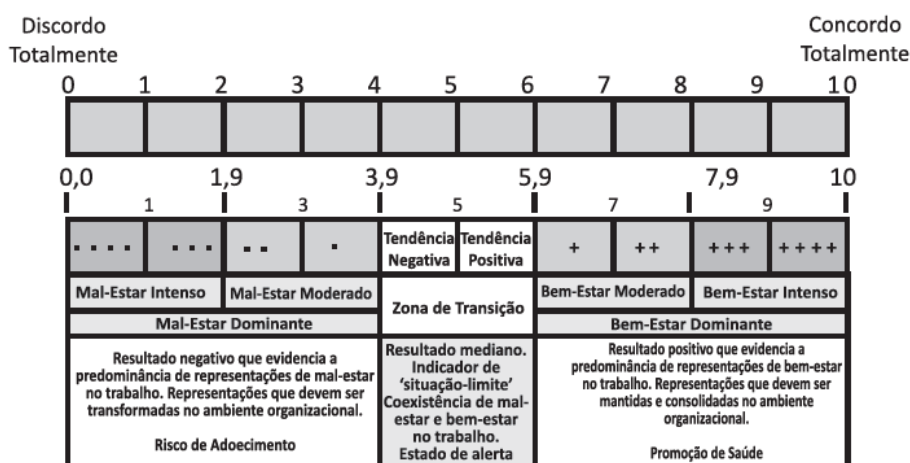 Discordo
Totalmente
Concordo
Totalmente
0 1 2 3 4 5 6 7 8 9 10
0,0 1,9 3,9 5,9 7,9 10
1 3 5 7 9
▪ ▪ ▪ ▪ ▪ ▪ ▪ ▪ ▪ ▪ Tendência Negativa Tendência Positiva + ++ +++ ++++
Mal-Estar Intenso Mal-Estar Moderado Zona de Transição Bem-Estar Moderado Bem-Estar Intenso
Mal-Estar Dominante Bem-Estar Dominante
Resultado negativo que evidencia a
predominância de representações de mal-estar
no trabalho. Representações que devem ser
transformadas no ambiente organizacional.
Risco de Adoecimento
Resultado mediano.
Indicador de
'situação-limite'
Coexistência de mal-
estar e bem-estar
no trabalho.
Estado de alerta
Resultado positivo que evidencia a
predominância de representações de bem-estar
no trabalho. Representações que devem ser
mantidas e consolidadas no ambiente
organizacional.
Promoção de Saúde